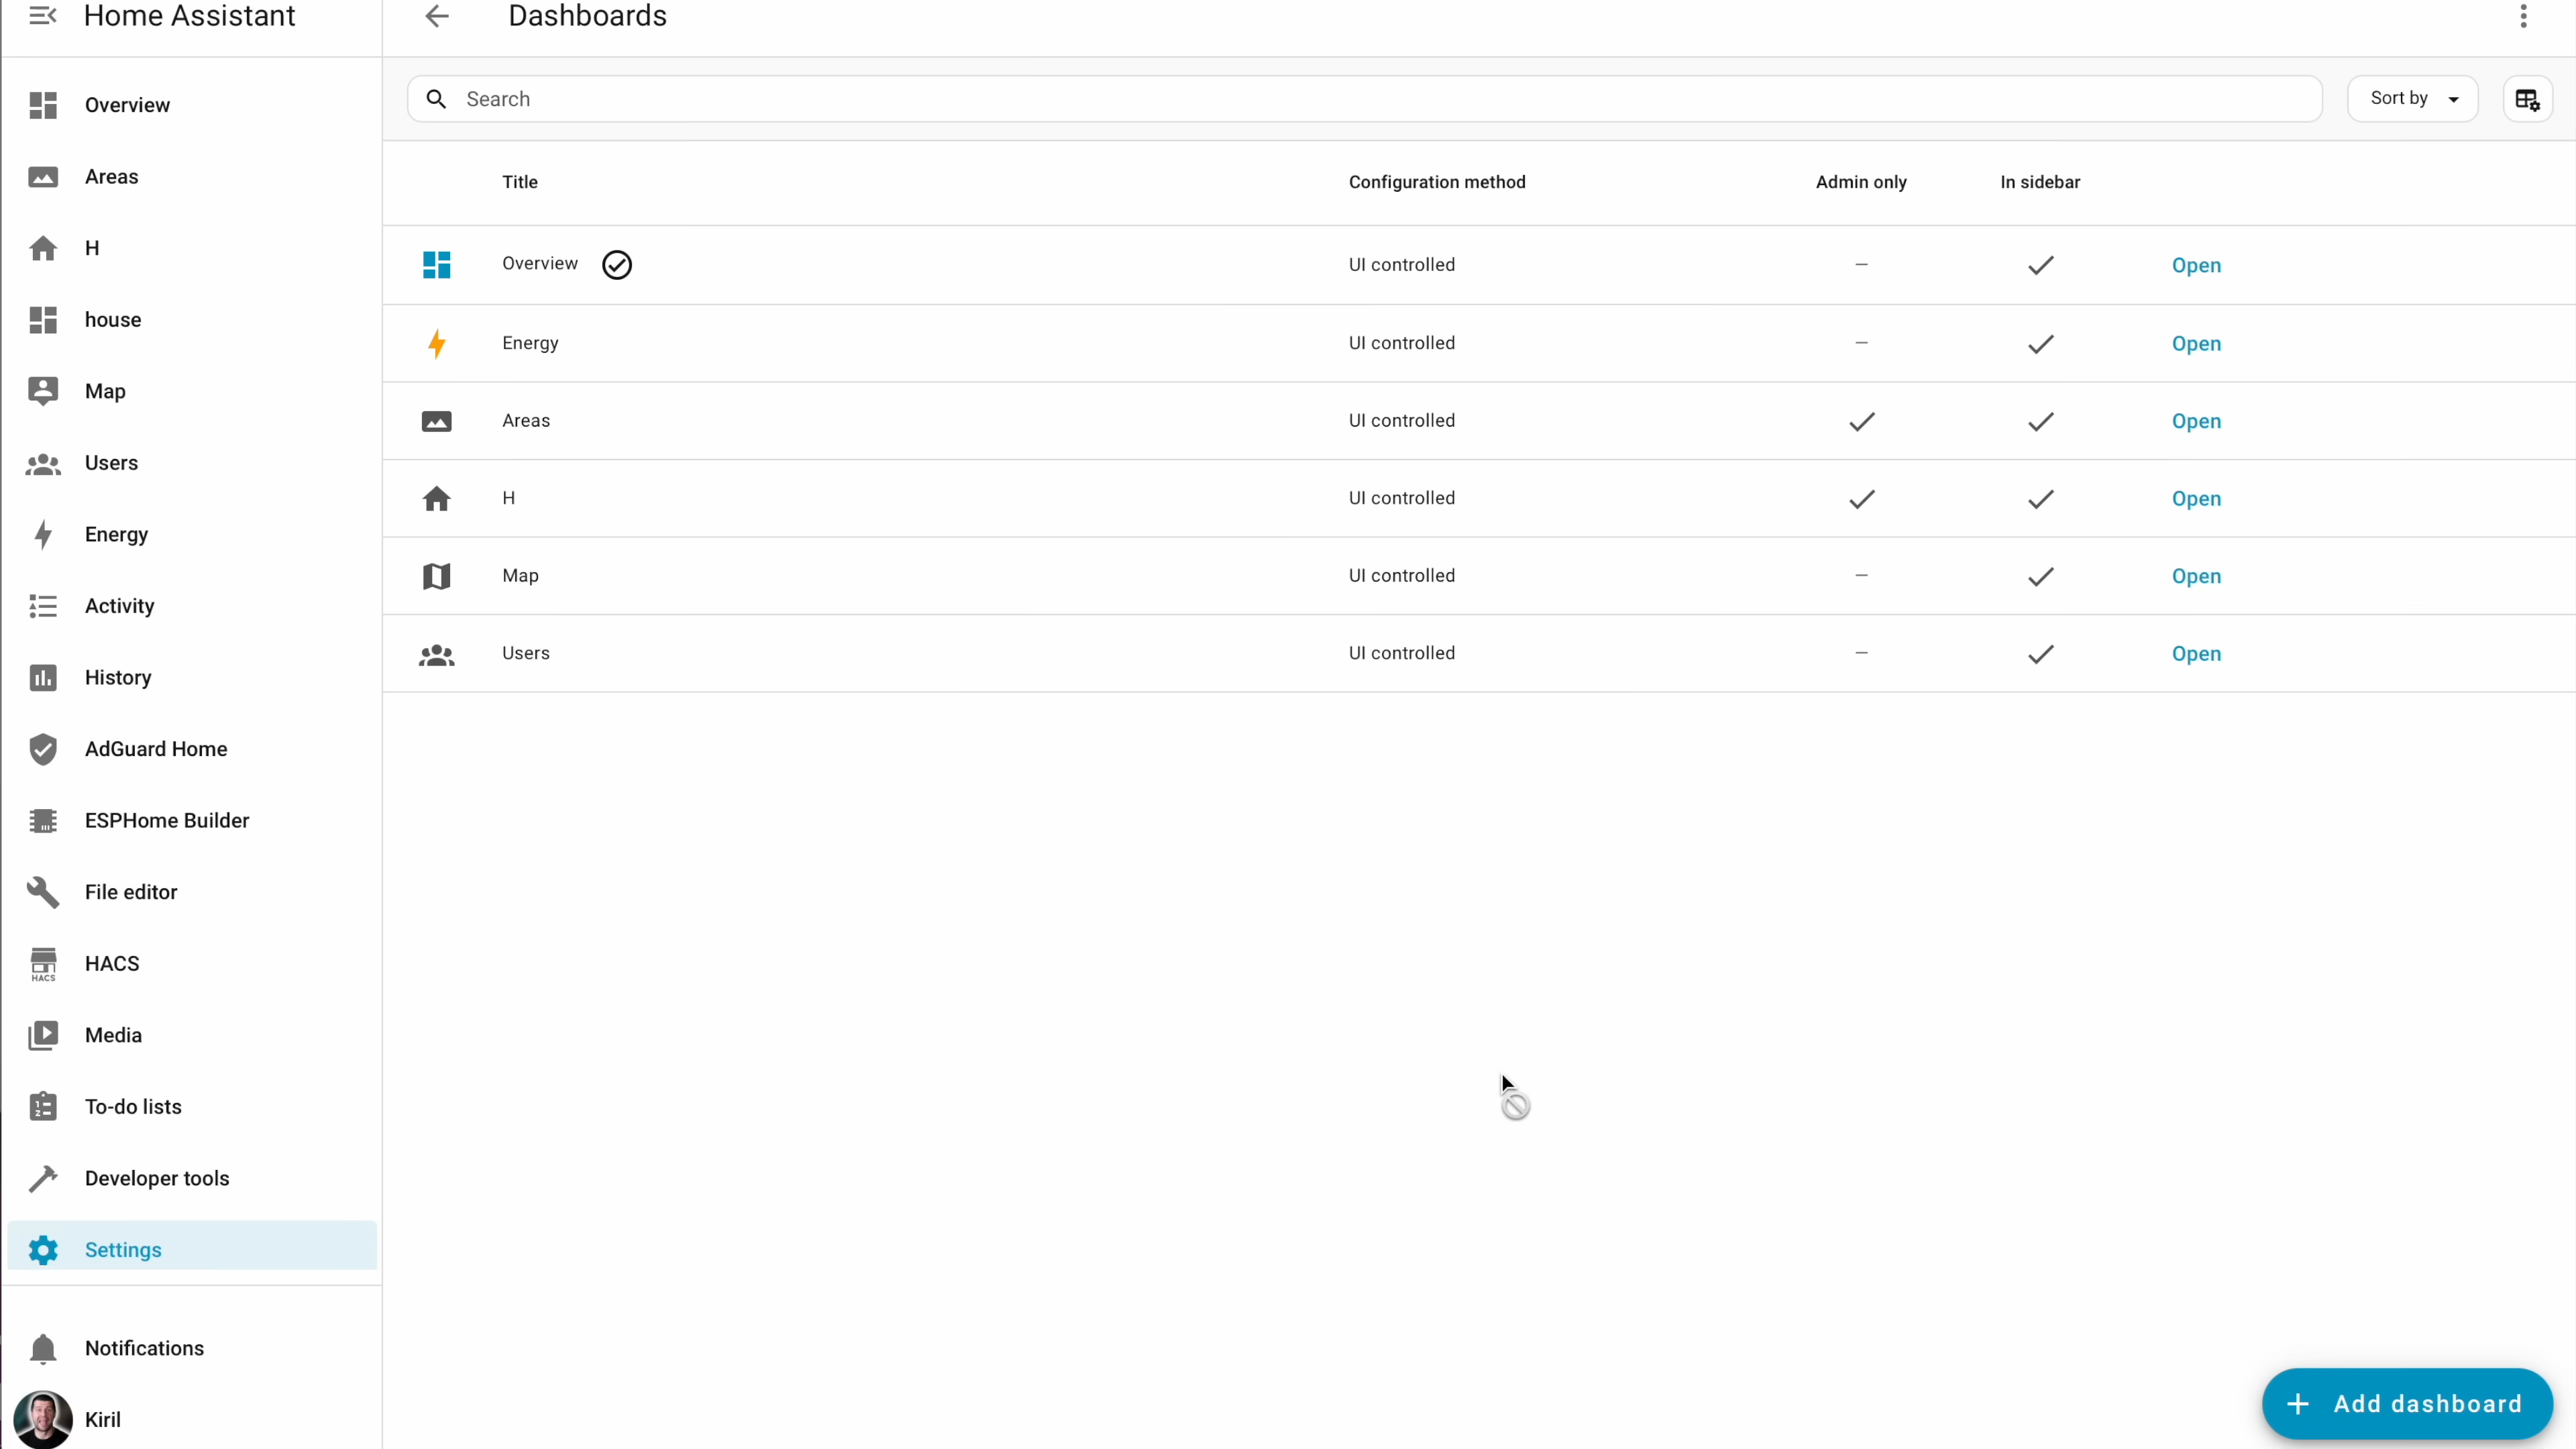 Home Assistant
Overview
Areas
H
house
Map
Users
Energy
Activity
History
AdGuard Home
ESPHome Builder
File editor
HACS
HACS
Media
To-do lists
Developer tools
Settings
Notifications
Kiril
Dashboards
Search
Sort by
Title Configuration method Admin only In sidebar
Overview UI controlled — Open
Energy UI controlled — Open
Areas UI controlled Open
H UI controlled Open
Map UI controlled — Open
Users UI controlled — Open
+ Add dashboard